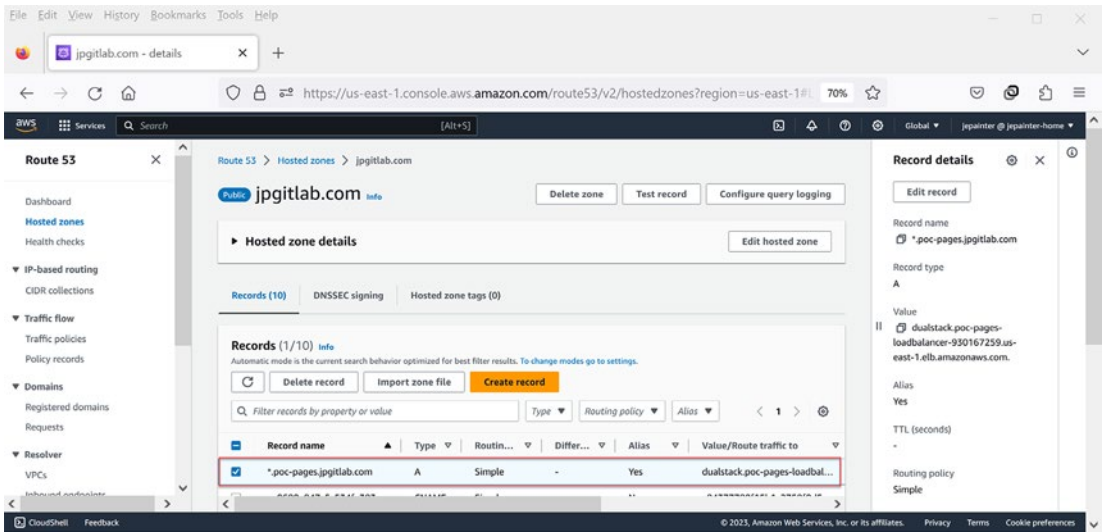 File Edit View History Bookmarks Tools Help
jpgitlab.com - details
https://us-east-1.console.aws.amazon.com/route53/v2/hostedzones?region=us-east-1# 70%
aws Services Search [Alt+S] Global jepainter @ jepainter-home
Route 53
Dashboard
Hosted zones
Health checks
IP-based routing
CIDR collections
Traffic flow
Traffic policies
Policy records
Domains
Registered domains
Requests
Resolver
VPCs
Route 53 > Hosted zones > jpgitlab.com
Public jpgitlab.com Info
Delete zone Test record Configure query logging
Hosted zone details Edit hosted zone
Records (10) DNSSEC signing Hosted zone tags (0)
Records (1/10) Info
Automatic mode is the current search behavior optimized for best filter results. To change modes go to settings.
Delete record Import zone file Create record
Filter records by property or value Type Routing policy Alias 1
Record name Type Routin... Differ... Alias Value/Route traffic to
*.poc-pages.jpgitlab.com A Simple - Yes dualstack.poc-pages-loadbal...
Record details
Edit record
Record name
*.poc-pages.jpgitlab.com
Record type
A
Value
dualstack.poc-pages-
loadbalancer-930167259.us-
east-1.elb.amazonaws.com.
Alias
Yes
TTL (seconds)
-
Routing policy
Simple
CloudShell Feedback © 2023, Amazon Web Services, Inc. or its affiliates. Privacy Terms Cookie preferences